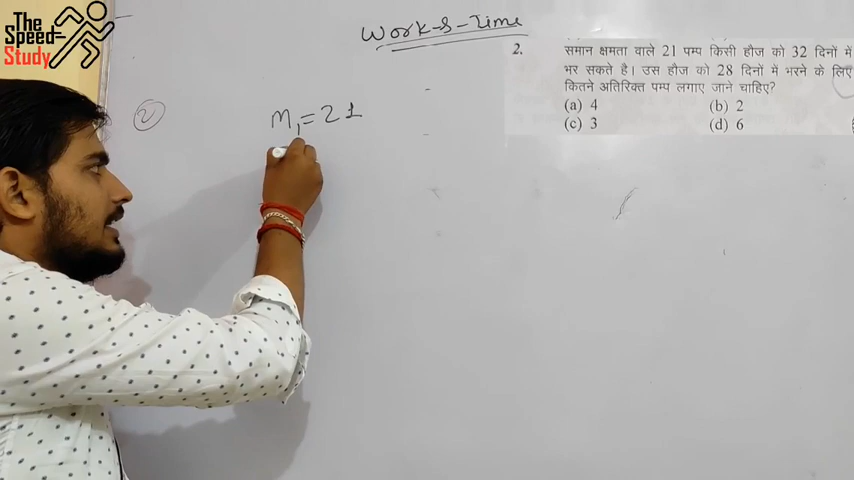 The
Speed-
Study
Work-&-Time
2. समान क्षमता वाले 21 पम्प किसी हौज को 32 दिनों में
भर सकते है। उस हौज को 28 दिनों में भरने के लिए
कितने अतिरिक्त पम्प लगाए जाने चाहिए?
(a) 4 (b) 2
(c) 3 (d) 6
2
M₁=21